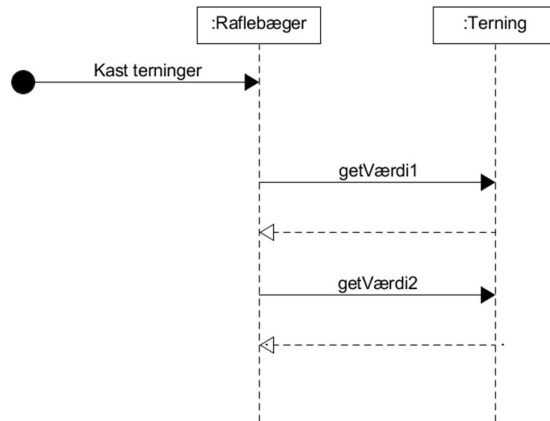 :Raflebæger
:Terning
Kast terninger
getVærdi1
getVærdi2